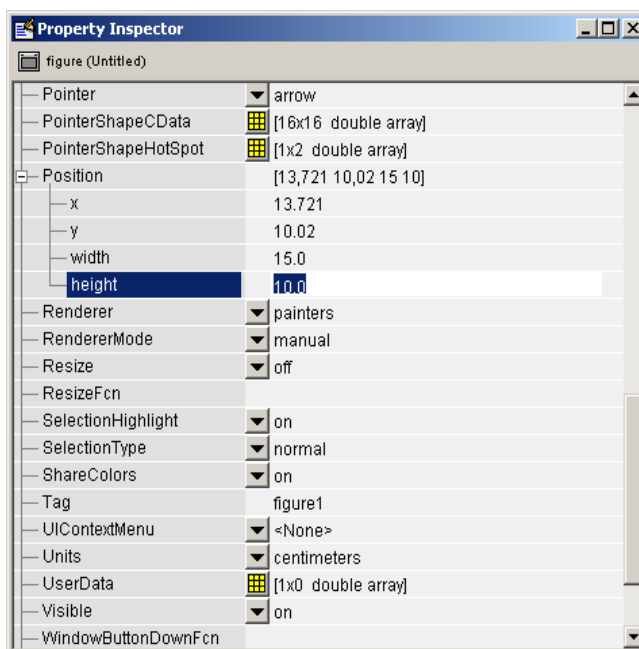 Property Inspector
figure (Untitled)
Pointer arrow
PointerShapeCData [16x16 double array]
PointerShapeHotSpot [1x2 double array]
Position [13,721 10,02 15 10]
x 13.721
y 10.02
width 15.0
height 10.0
Renderer painters
RendererMode manual
Resize off
ResizeFcn
SelectionHighlight on
SelectionType normal
ShareColors on
Tag figure1
UIContextMenu <None>
Units centimeters
UserData [1x0 double array]
Visible on
WindowButtonDownFcn